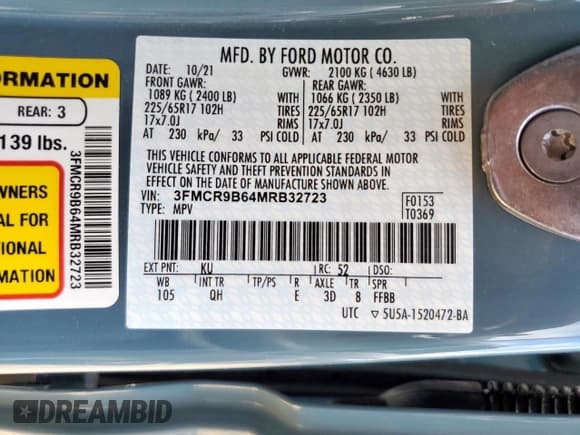 ORMATION
REAR: 3
139 lbs.
WNERS
AL FOR
TIONAL
RMATION
3FMCR9B64MRB32723
MFD. BY FORD MOTOR CO.
DATE: 10/21 GVWR: 2100 KG ( 4630 LB)
FRONT GAWR: REAR GAWR:
1089 KG ( 2400 LB) WITH 1066 KG ( 2350 LB) WITH
225/65R17 102H TIRES 225/65R17 102H TIRES
17x7.0J RIMS 17x7.0J RIMS
AT 230 kPa/ 33 PSI COLD AT 230 kPa/ 33 PSI COLD
THIS VEHICLE CONFORMS TO ALL APPLICABLE FEDERAL MOTOR
VEHICLE SAFETY AND THEFT PREVENTION STANDARDS IN
EFFECT ON THE DATE OF MANUFACTURE SHOWN ABOVE.
VIN: 3FMCR9B64MRB32723 F0153
TYPE: MPV T0369
EXT PNT: KU RC: 52 DSO:
WB INT TR TP/PS R AXLE TR SPR
105 QH E 3D 8 FFBB
UTC ▽ 5U5A-1520472-BA
DREAMBID